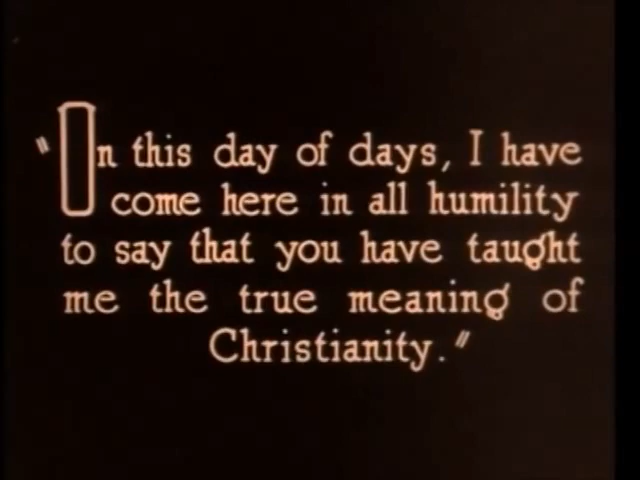 "On this day of days, I have
come here in all humility
to say that you have taught
me the true meaning of
Christianity."